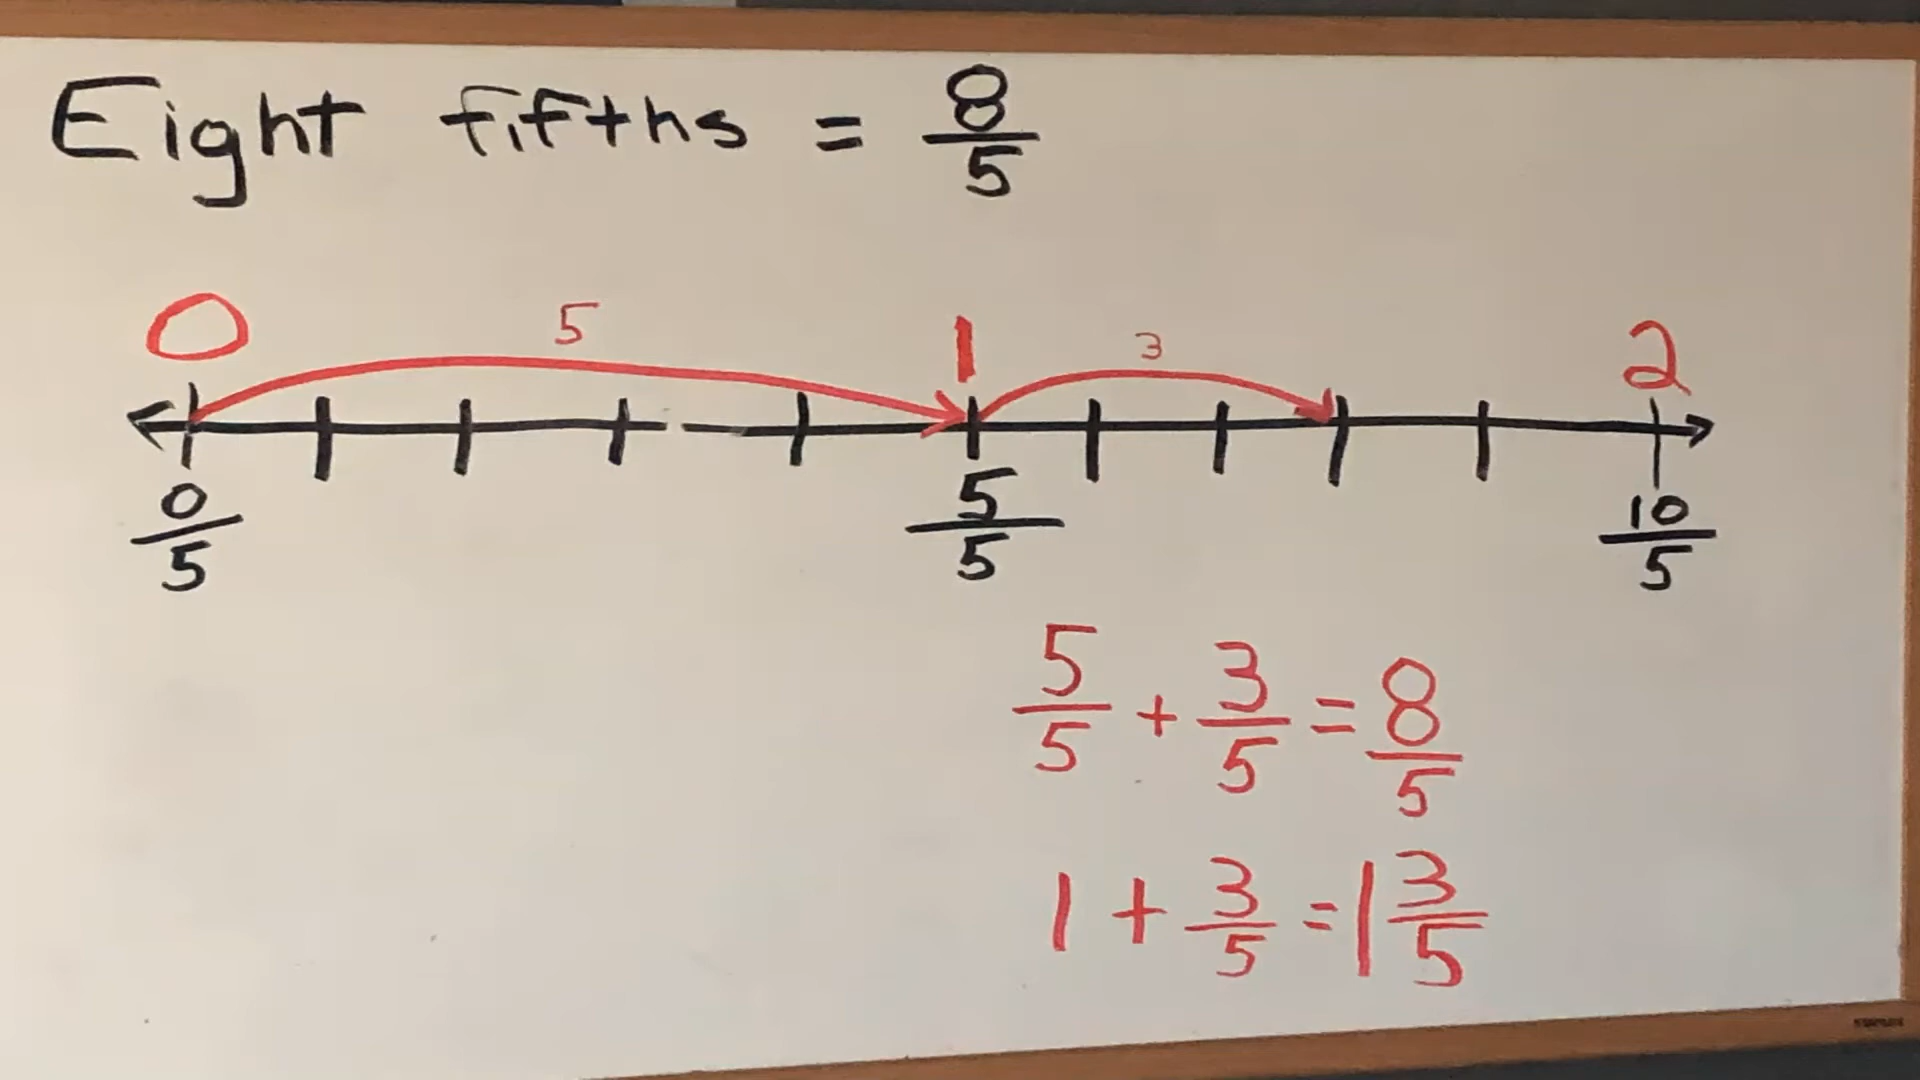 Eight fifths = 8/5
0 5 1 3 2
0/5 5/5 10/5
5/5 + 3/5 = 8/5
1 + 3/5 = 1 3/5